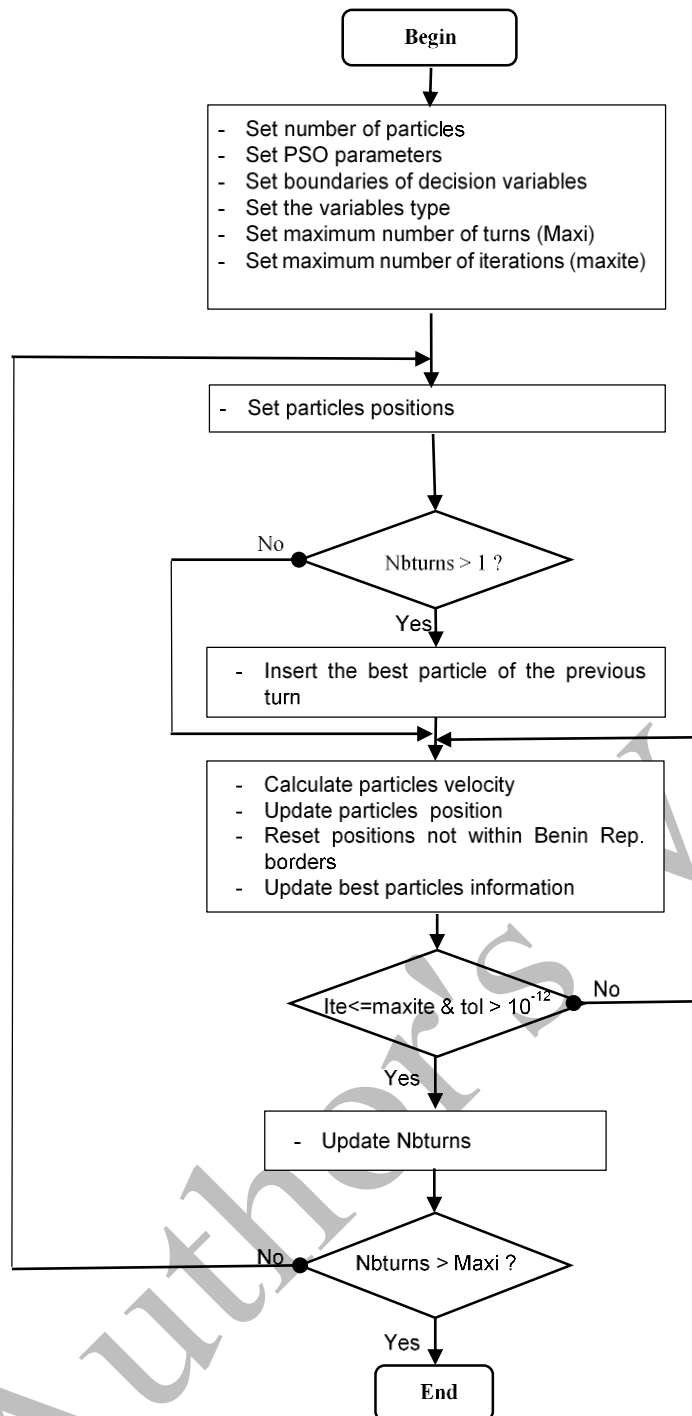 Begin
- Set number of particles
- Set PSO parameters
- Set boundaries of decision variables
- Set the variables type
- Set maximum number of turns (Maxi)
- Set maximum number of iterations (maxite)
- Set particles positions
No
Nbturns > 1 ?
Yes
- Insert the best particle of the previous
turn
- Calculate particles velocity
- Update particles position
- Reset positions not within Benin Rep.
borders
- Update best particles information
Ite<=maxite & tol > 10^-12
No
Yes
- Update Nbturns
No
Nbturns > Maxi ?
Yes
End
Author's